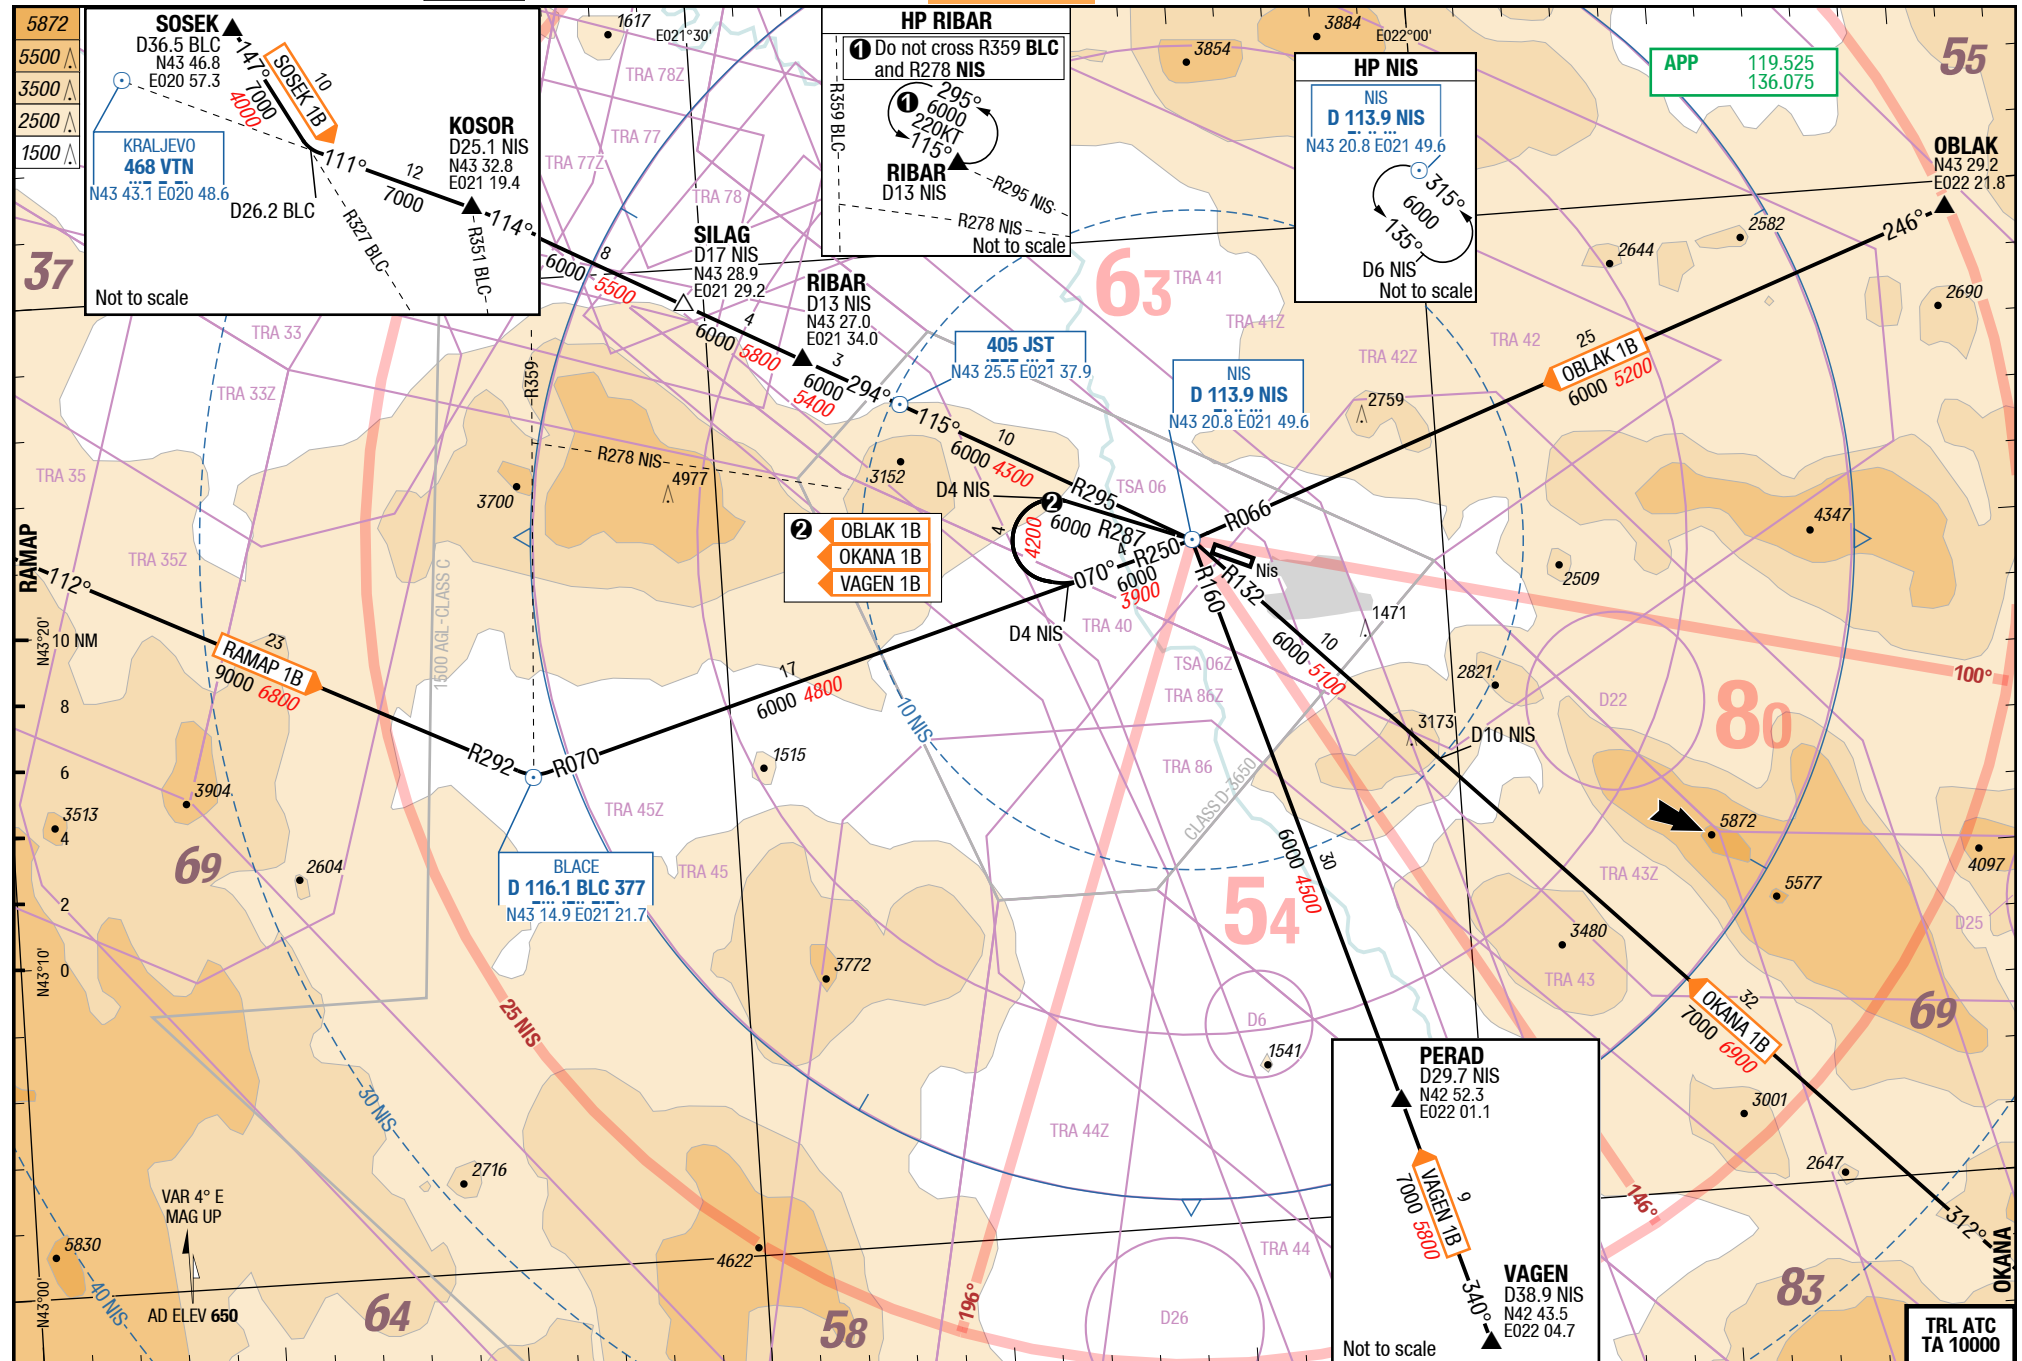 5872
5500
3500
2500
1500
SOSEK
D36.5 BLC
N43 46.8
E020 57.3
147°
7000
4000
10
SOSEK 1B
KRALJEVO
468 VTN
N43 43.1 E020 48.6
111°
12
7000
D26.2 BLC
R327 BLC
KOSOR
D25.1 NIS
N43 32.8
E021 19.4
114°
R351 BLC
Not to scale
37
1617
E021°30'
TRA 78Z
TRA 77
TRA 77Z
TRA 78
HP RIBAR
1 Do not cross R359 BLC
and R278 NIS
R359 BLC
1
295°
6000
220KT
115°
RIBAR
D13 NIS
R295 NIS
R278 NIS
Not to scale
3854
3884
E022°00'
HP NIS
NIS
D 113.9 NIS
N43 20.8 E021 49.6
315°
6000
135°
D6 NIS
Not to scale
APP 119.525
136.075
55
OBLAK
N43 29.2
E022 21.8
246°
2582
2644
2690
63
TRA 41
TRA 41Z
TRA 42
TRA 42Z
25
OBLAK 1B
6000 5200
8
6000
5500
SILAG
D17 NIS
N43 28.9
E021 29.2
4
6000
5800
RIBAR
D13 NIS
N43 27.0
E021 34.0
3
6000
5400
294°
405 JST
N43 25.5 E021 37.9
NIS
D 113.9 NIS
N43 20.8 E021 49.6
2759
TRA 33
TRA 33Z
TRA 35
TRA 35Z
R359
R278 NIS
3700
4977
3152
115°
10
6000 4300
D4 NIS
R295
TSA 06
2
6000 R287
4
4200
4
070°
R250
6000
3900
R066
2 OBLAK 1B
OKANA 1B
VAGEN 1B
D4 NIS
TRA 40
Nis
R132
R160
1471
2509
4347
100°
RAMAP
112°
N43°20'
10 NM
8
6
4
2
0
N43°10'
N43°00'
23
RAMAP 1B
9000 6800
1500 AGL-CLASS C
R292
R070
17
6000 4800
10 NIS
TSA 06Z
TRA 86Z
TRA 86
10
6000
5100
2821
3173
D10 NIS
D22
80
CLASS D-3650
3904
3513
2604
69
1515
TRA 45Z
TRA 45
BLACE
D 116.1 BLC 377
N43 14.9 E021 21.7
3772
25 NIS
30 NIS
40 NIS
54
30
6000 4500
D6
1541
5872
5577
4097
TRA 43Z
3480
TRA 43
D25
69
32
OKANA 1B
7000 6900
3001
2647
312°
OKANA
146°
83
TRA 44Z
TRA 44
D26
196°
58
4622
2716
64
5830
VAR 4° E
MAG UP
AD ELEV 650
PERAD
D29.7 NIS
N42 52.3
E022 01.1
9
VAGEN 1B
7000 5800
340°
VAGEN
D38.9 NIS
N42 43.5
E022 04.7
Not to scale
TRL ATC
TA 10000